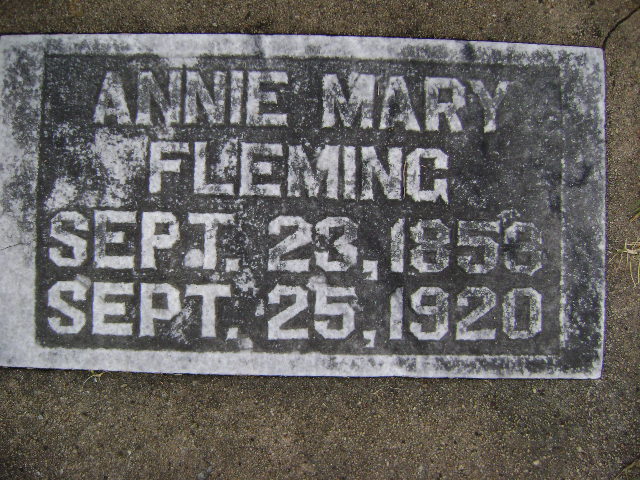 ANNIE MARY
FLEMING
SEPT. 23, 1853
SEPT. 25, 1920